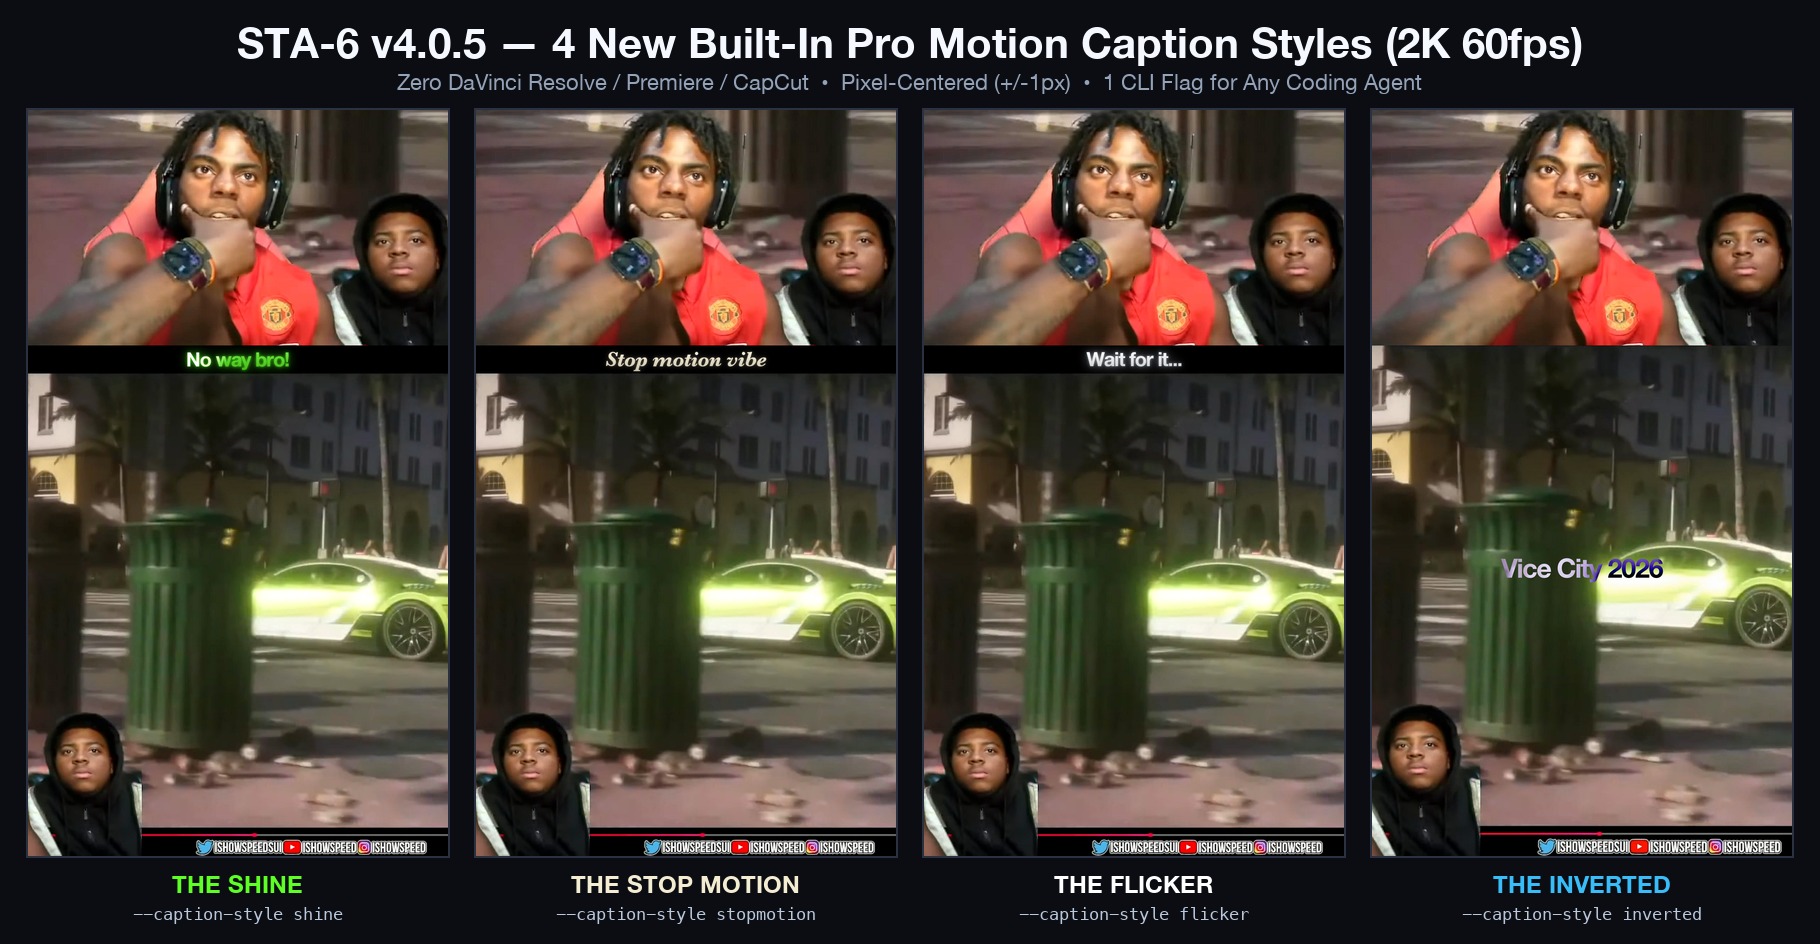 STA-6 v4.0.5 — 4 New Built-In Pro Motion Caption Styles (2K 60fps)
Zero DaVinci Resolve / Premiere / CapCut • Pixel-Centered (+/-1px) • 1 CLI Flag for Any Coding Agent
No way bro!
Stop motion vibe
Wait for it...
Vice City 2026
ISHOWSPEEDSUI ISHOWSPEED ISHOWSPEED
ISHOWSPEEDSUI ISHOWSPEED ISHOWSPEED
ISHOWSPEEDSUI ISHOWSPEED ISHOWSPEED
ISHOWSPEEDSUI ISHOWSPEED ISHOWSPEED
THE SHINE
--caption-style shine
THE STOP MOTION
--caption-style stopmotion
THE FLICKER
--caption-style flicker
THE INVERTED
--caption-style inverted